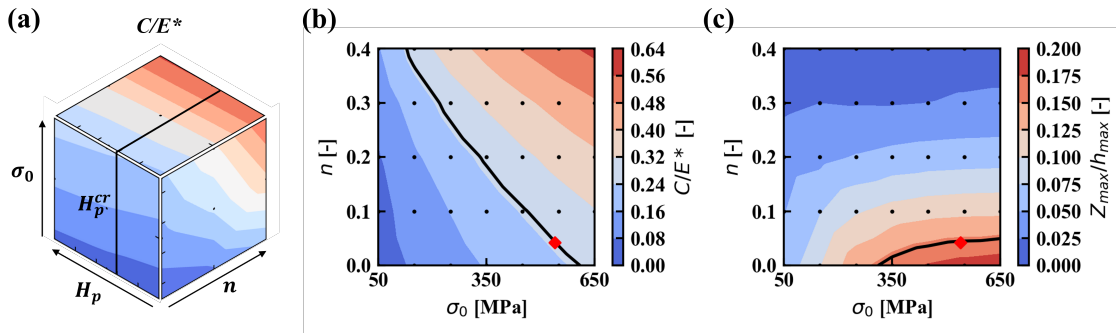 (a)
C/E*
σ0
H_p^cr
H_p
n
(b)
0.4
0.3
0.2
0.1
0.0
n [-]
50
350
650
σ0 [MPa]
0.64
0.56
0.48
0.40
0.32
0.24
0.16
0.08
0.00
C/E* [-]
(c)
0.4
0.3
0.2
0.1
0.0
n [-]
50
350
650
σ0 [MPa]
0.200
0.175
0.150
0.125
0.100
0.075
0.050
0.025
0.000
Z_max/h_max [-]